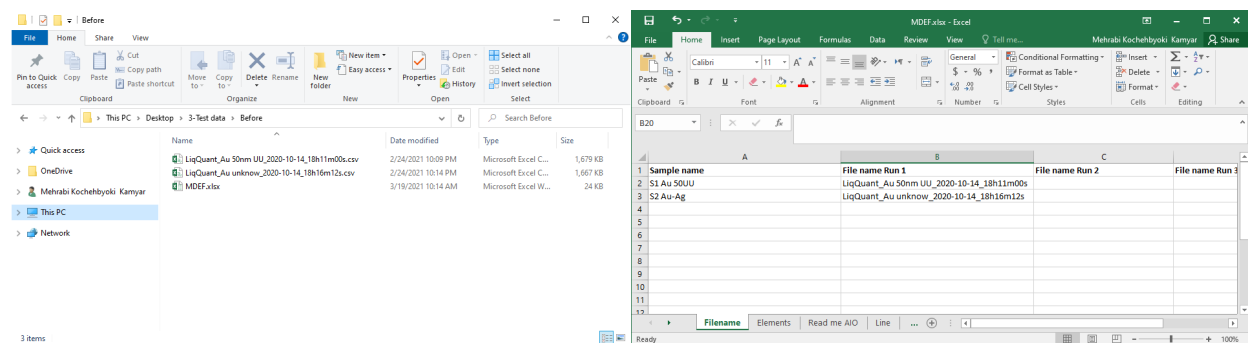 Before
File Home Share View
Pin to Quick access
Copy
Paste
Cut
Copy path
Paste shortcut
Clipboard
Move to
Copy to
Delete
Rename
Organize
New folder
New item
Easy access
New
Properties
Open
Edit
History
Open
Select all
Select none
Invert selection
Select
This PC > Desktop > 3-Test data > Before
Search Before
Name Date modified Type Size
Quick access
OneDrive
Mehrabi Kochehbyoki Kamyar
This PC
Network
LiqQuant_Au 50nm UU_2020-10-14_18h11m00s.csv 2/24/2021 10:09 PM Microsoft Excel C... 1,679 KB
LiqQuant_Au unknow_2020-10-14_18h16m12s.csv 2/24/2021 10:14 PM Microsoft Excel C... 1,667 KB
MDEF.xlsx 3/19/2021 10:14 AM Microsoft Excel W... 24 KB
3 items
MDEF.xlsx - Excel
File Home Insert Page Layout Formulas Data Review View Tell me... Mehrabi Kochehbyoki Kamyar Share
Paste
Clipboard
Calibri 11
B I U
Font
Alignment
General
$ % ,
Number
Conditional Formatting
Format as Table
Cell Styles
Styles
Insert
Delete
Format
Cells
Editing
B20 fx
A B C
1 Sample name File name Run 1 File name Run 2 File name Run 3
2 S1 Au 50UU LiqQuant_Au 50nm UU_2020-10-14_18h11m00s
3 S2 Au-Ag LiqQuant_Au unknow_2020-10-14_18h16m12s
4
5
6
7
8
9
10
11
12
Filename Elements Read me AIO Line ...
Ready 100%